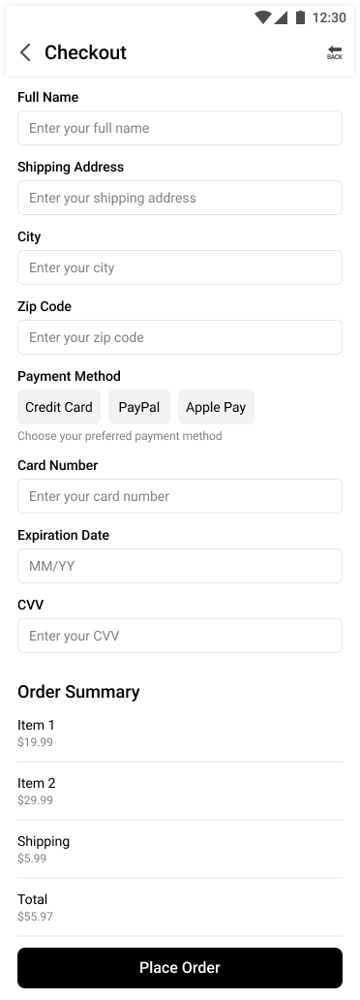 12:30
Checkout
BACK
Full Name
Enter your full name
Shipping Address
Enter your shipping address
City
Enter your city
Zip Code
Enter your zip code
Payment Method
Credit Card PayPal Apple Pay
Choose your preferred payment method
Card Number
Enter your card number
Expiration Date
MM/YY
CVV
Enter your CVV
Order Summary
Item 1
$19.99
Item 2
$29.99
Shipping
$5.99
Total
$55.97
Place Order